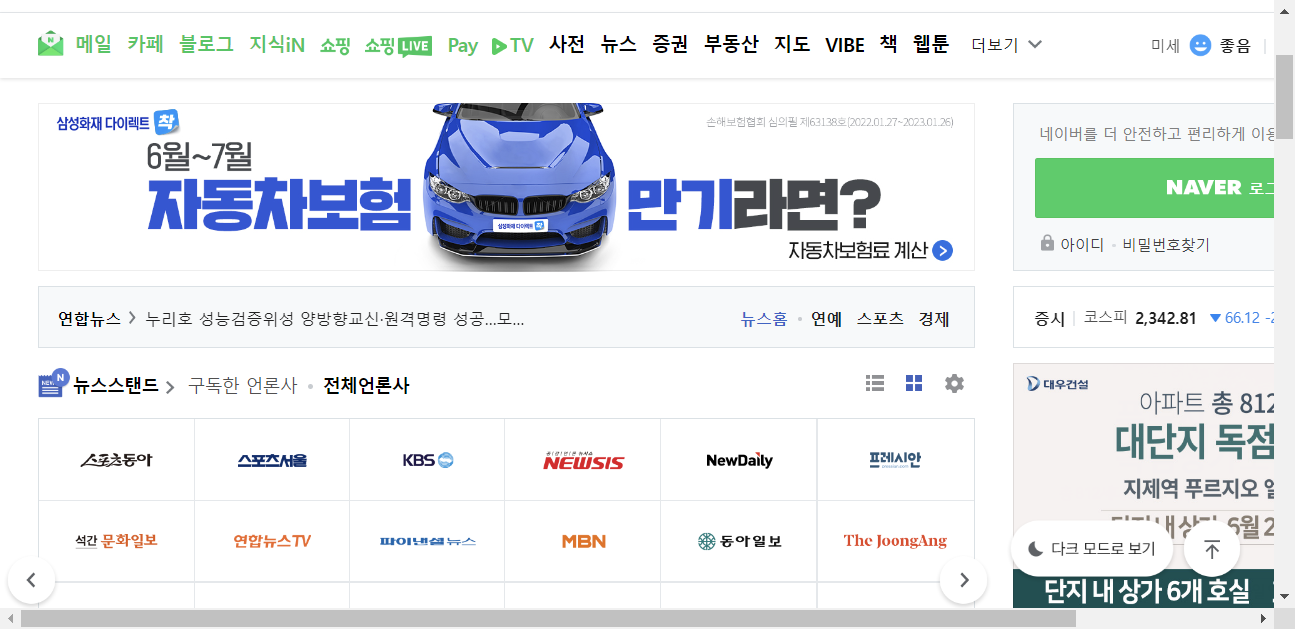 메일 카페 블로그 지식iN 쇼핑 쇼핑LIVE Pay TV 사전 뉴스 증권 부동산 지도 VIBE 책 웹툰 더보기
미세 좋음
삼성화재 다이렉트 착
손해보험협회 심의필 제63138호(2022.01.27~2023.01.26)
6월~7월
자동차보험 만기라면?
삼성화재 다이렉트 착
자동차보험료 계산
네이버를 더 안전하고 편리하게 이용
NAVER 로그
아이디 비밀번호찾기
연합뉴스 누리호 성능검증위성 양방향교신·원격명령 성공...모...
뉴스홈 연예 스포츠 경제
증시 코스피 2,342.81 ▼66.12 -2
NEWS N 뉴스스탠드 구독한 언론사 전체언론사
스포츠동아 스포츠서울 KBS NEWSIS NewDaily 프레시안
석간 문화일보 연합뉴스TV 파이낸셜뉴스 MBN 동아일보 The JoongAng
대우건설
아파트 총 812
대단지 독점
지제역 푸르지오 엘
단지 내 상가 6월 2
다크 모드로 보기
단지 내 상가 6개 호실